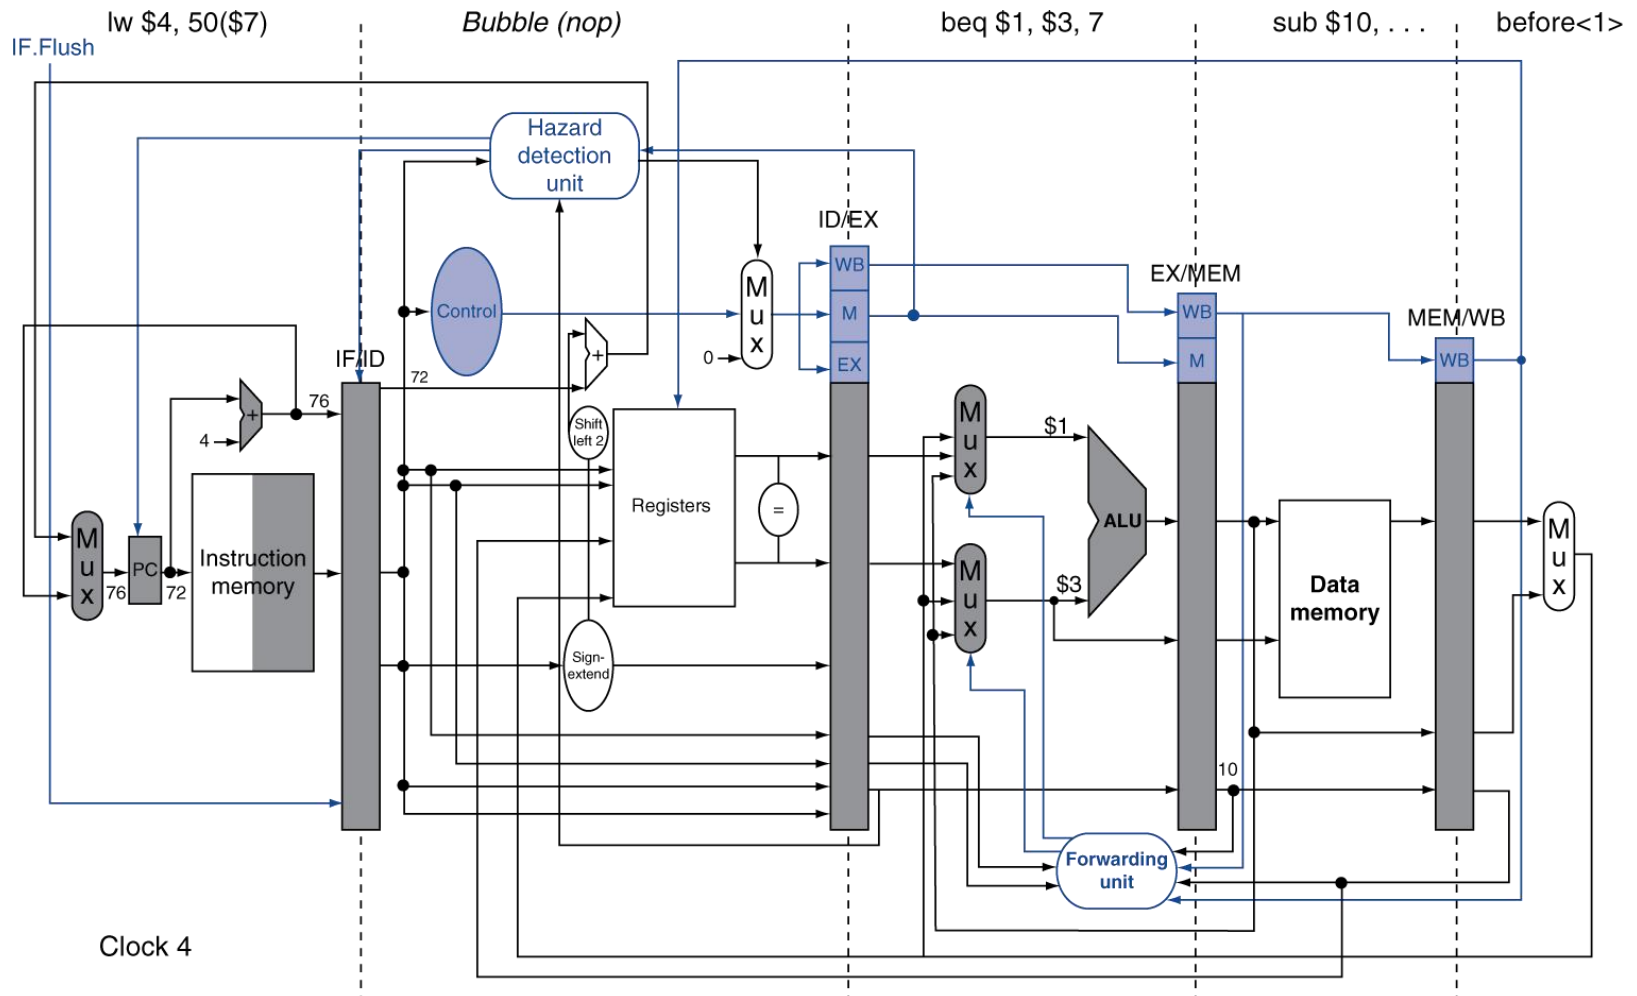 lw $4, 50($7)
Bubble (nop)
beq $1, $3, 7
sub $10, . . .
before<1>
IF.Flush
Hazard
detection
unit
ID/EX
WB
M
EX
EX/MEM
WB
M
MEM/WB
WB
Control
M
u
x
0
IF/ID
72
+
76
4
+
Shift
left 2
Registers
=
M
u
x
$1
ALU
M
u
x
$3
M
u
x
76
PC
72
Instruction
memory
Sign-
extend
Data
memory
M
u
x
10
Forwarding
unit
Clock 4